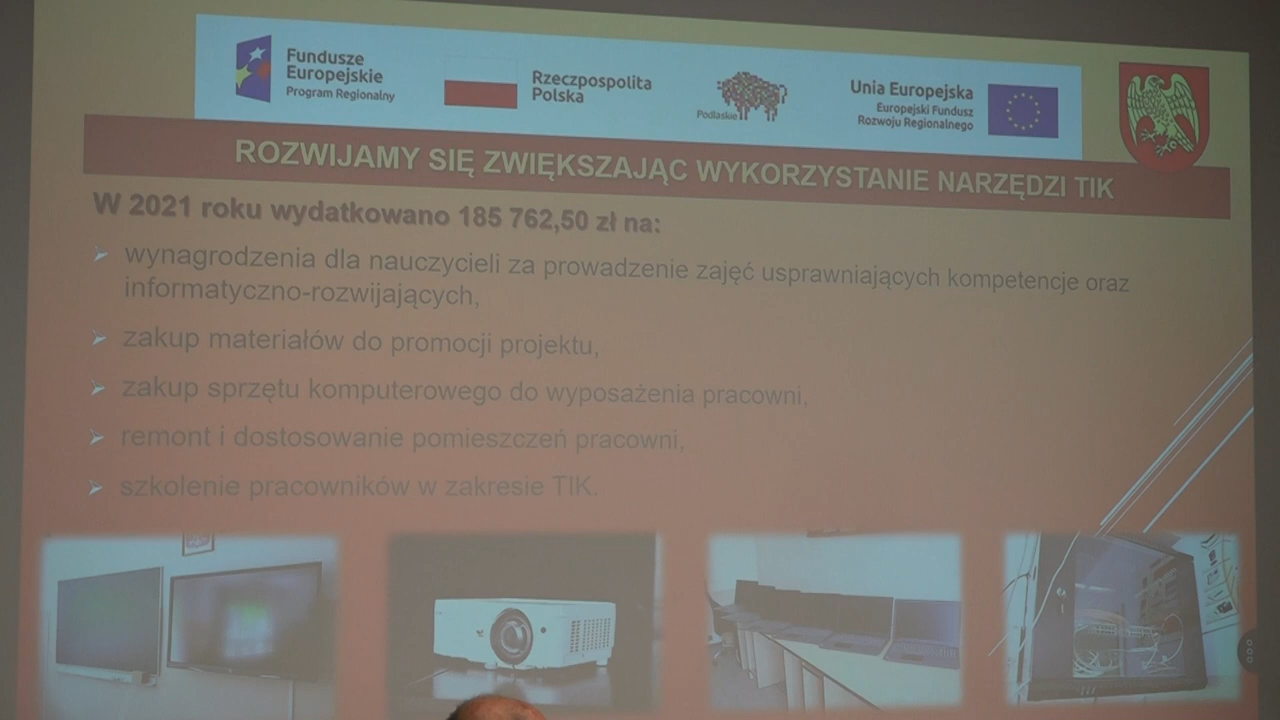 Fundusze
Europejskie
Program Regionalny
Rzeczpospolita
Polska
Podlaskie
Unia Europejska
Europejski Fundusz
Rozwoju Regionalnego
ROZWIJAMY SIĘ ZWIĘKSZAJĄC WYKORZYSTANIE NARZĘDZI TIK
W 2021 roku wydatkowano 185 762,50 zł na:
wynagrodzenia dla nauczycieli za prowadzenie zajęć usprawniających kompetencje oraz
informatyczno-rozwijających,
zakup materiałów do promocji projektu,
zakup sprzętu komputerowego do wyposażenia pracowni,
remont i dostosowanie pomieszczeń pracowni,
szkolenie pracowników w zakresie TIK.